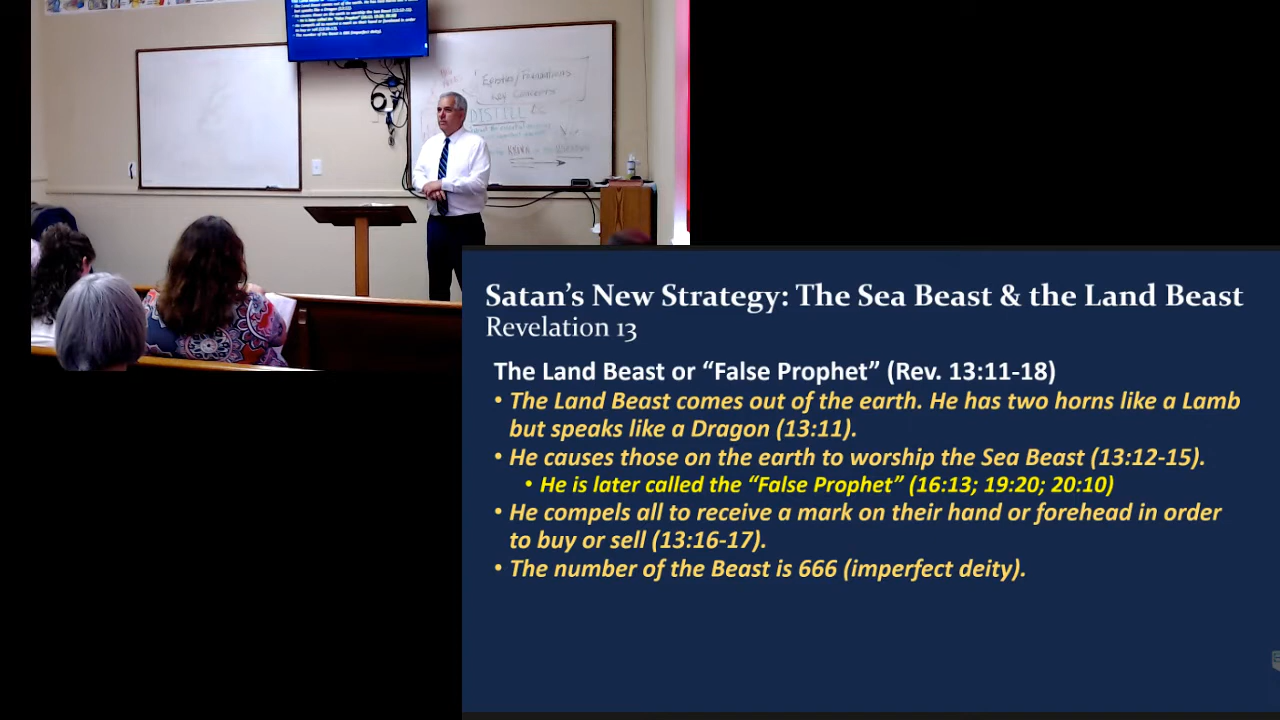 Epistles/Foundations
Key Concepts
DISTILL
Satan's New Strategy: The Sea Beast & the Land Beast
Revelation 13
The Land Beast or “False Prophet” (Rev. 13:11-18)
• The Land Beast comes out of the earth. He has two horns like a Lamb
but speaks like a Dragon (13:11).
• He causes those on the earth to worship the Sea Beast (13:12-15).
• He is later called the “False Prophet” (16:13; 19:20; 20:10)
• He compels all to receive a mark on their hand or forehead in order
to buy or sell (13:16-17).
• The number of the Beast is 666 (imperfect deity).